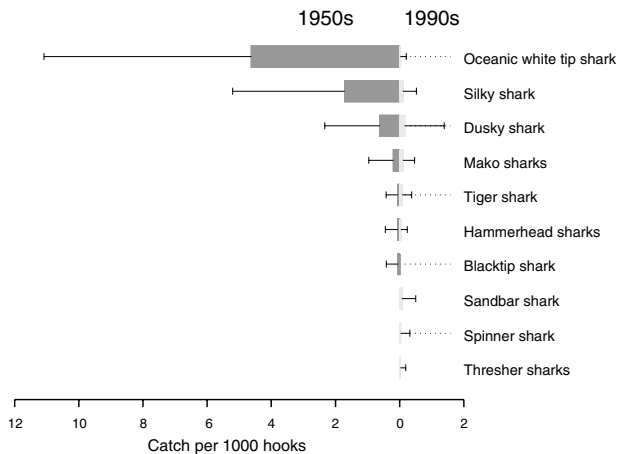 1950s 1990s
Oceanic white tip shark
Silky shark
Dusky shark
Mako sharks
Tiger shark
Hammerhead sharks
Blacktip shark
Sandbar shark
Spinner shark
Thresher sharks
12 10 8 6 4 2 0 2
Catch per 1000 hooks